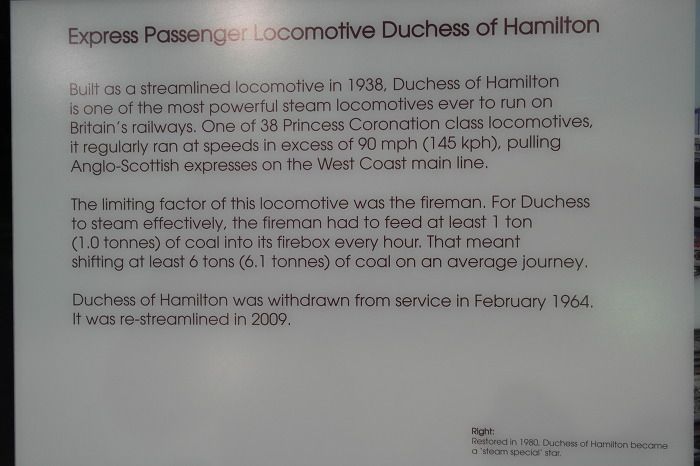 Express Passenger Locomotive Duchess of Hamilton
Built as a streamlined locomotive in 1938, Duchess of Hamilton
is one of the most powerful steam locomotives ever to run on
Britain's railways. One of 38 Princess Coronation class locomotives,
it regularly ran at speeds in excess of 90 mph (145 kph), pulling
Anglo-Scottish expresses on the West Coast main line.
The limiting factor of this locomotive was the fireman. For Duchess
to steam effectively, the fireman had to feed at least 1 ton
(1.0 tonnes) of coal into its firebox every hour. That meant
shifting at least 6 tons (6.1 tonnes) of coal on an average journey.
Duchess of Hamilton was withdrawn from service in February 1964.
It was re-streamlined in 2009.
Right:
Restored in 1980, Duchess of Hamilton became
a 'steam special' star.